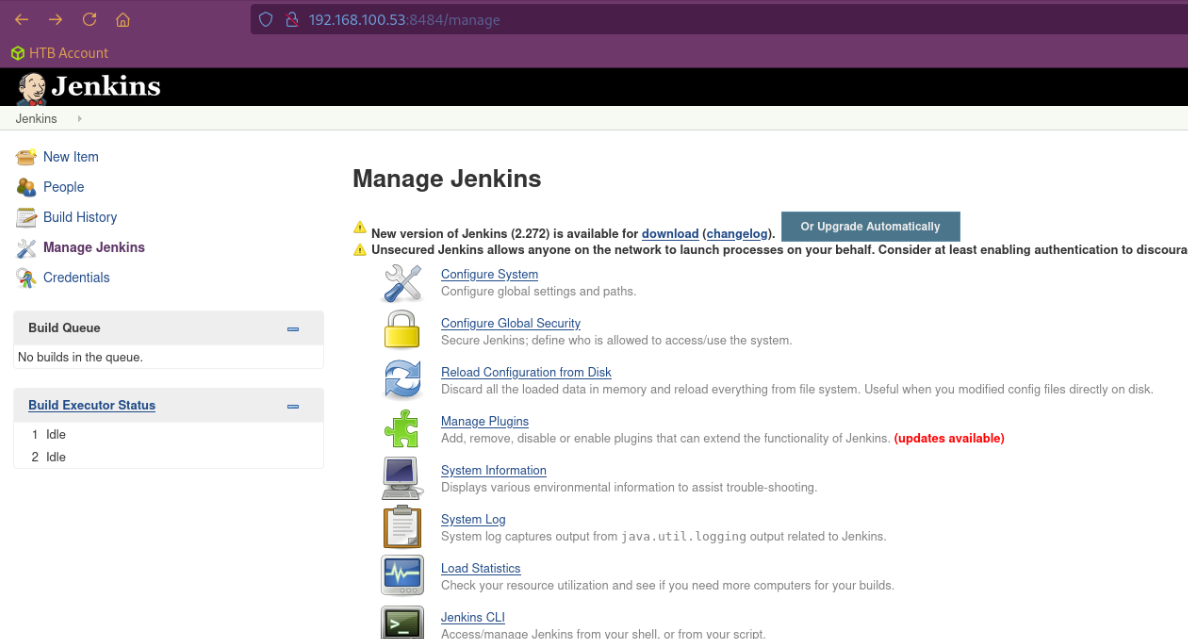 192.168.100.53:8484/manage
HTB Account
Jenkins
Jenkins
New Item
People
Build History
Manage Jenkins
Credentials
Build Queue
No builds in the queue.
Build Executor Status
1 Idle
2 Idle
Manage Jenkins
New version of Jenkins (2.272) is available for download (changelog). Or Upgrade Automatically
Unsecured Jenkins allows anyone on the network to launch processes on your behalf. Consider at least enabling authentication to discoura
Configure System
Configure global settings and paths.
Configure Global Security
Secure Jenkins; define who is allowed to access/use the system.
Reload Configuration from Disk
Discard all the loaded data in memory and reload everything from file system. Useful when you modified config files directly on disk.
Manage Plugins
Add, remove, disable or enable plugins that can extend the functionality of Jenkins. (updates available)
System Information
Displays various environmental information to assist trouble-shooting.
System Log
System log captures output from java.util.logging output related to Jenkins.
Load Statistics
Check your resource utilization and see if you need more computers for your builds.
Jenkins CLI
Access/manage Jenkins from your shell, or from your script.